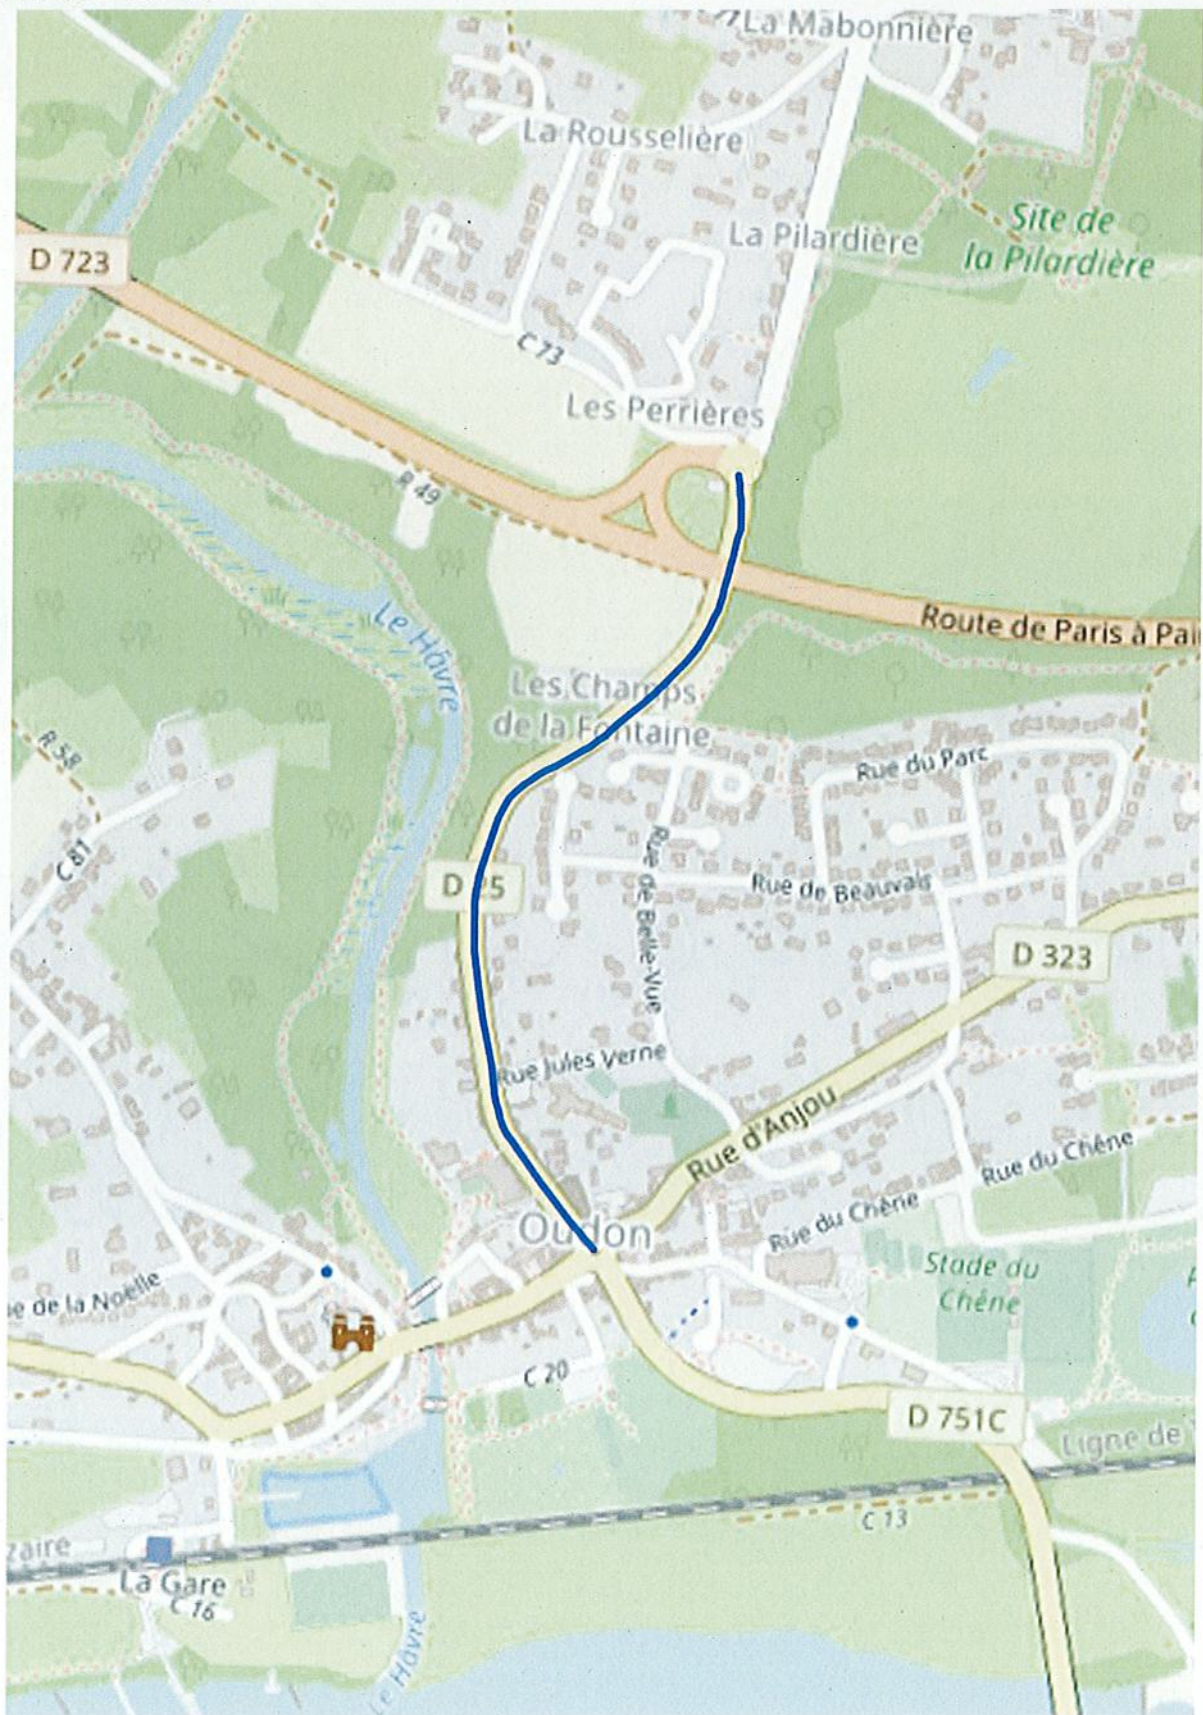 La Mabonnière
La Rousselière
Site de
la Pilardière
La Pilardière
D 723
C 73
Les Perrières
R 49
Le Hâvre
Route de Paris à Pai
Les Champs
de la Fontaine
R 58
Rue du Parc
C 81
Rue de Belle-Vue
D 5
Rue de Beauvais
D 323
Rue Jules Verne
Rue d'Anjou
Rue du Chêne
Rue du Chêne
Oudon
Stade du
Chêne
e de la Noëlle
C 20
D 751C
Ligne de
C 13
zaire
La Gare
C 16
Le Hâvre